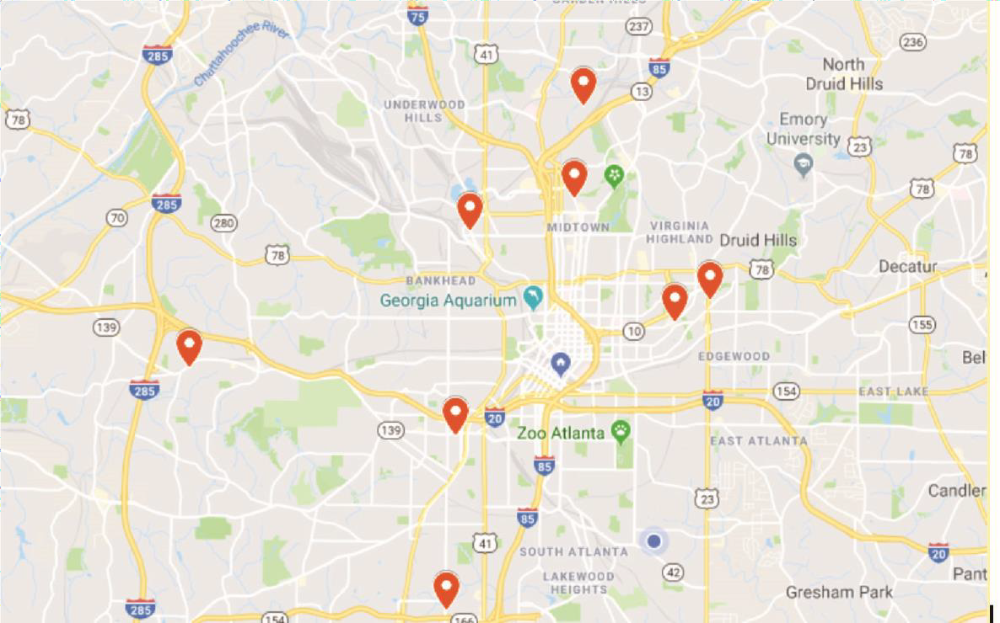 GARDEN HILLS
75
237
236
41
285
85
North
Druid Hills
Chattahoochee River
13
UNDERWOOD
HILLS
78
Emory
University
23
78
78
285
70
280
MIDTOWN
VIRGINIA
HIGHLAND
Druid Hills
78
78
Decatur
BANKHEAD
Georgia Aquarium
139
10
155
EDGEWOOD
Bel
285
154
EAST LAKE
20
20
139
Zoo Atlanta
EAST ATLANTA
85
23
Candler
85
41
SOUTH ATLANTA
20
42
Pant
LAKEWOOD
HEIGHTS
Gresham Park
285
154
166